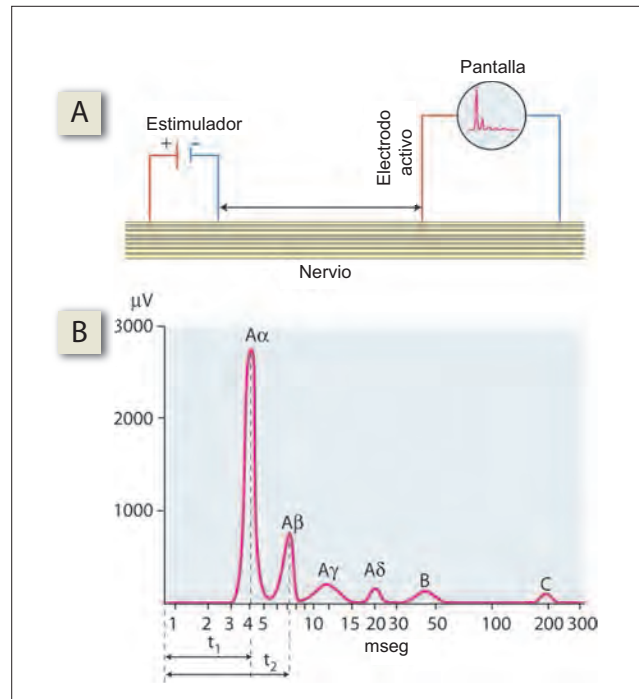 A
Estimulador
+
−
Electrodo
activo
Pantalla
Nervio
B
μV
3000
2000
1000
Aα
Aβ
Aγ
Aδ
B
C
1 2 3 4 5 10 15 20 30 50 100 200 300
mseg
t1
t2